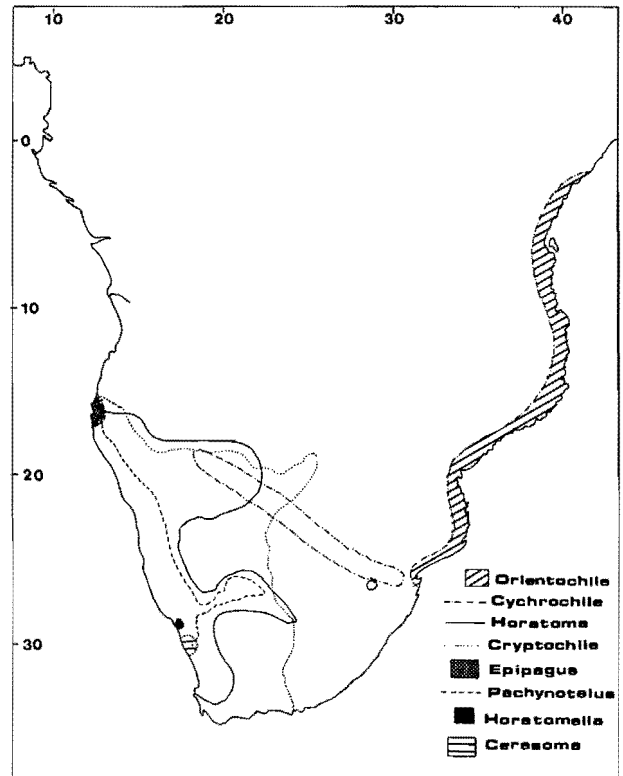 10 20 30 40
0
10
20
30
Orientochile
Cychrochile
Horatoma
Cryptochile
Epipagus
Pachynotelus
Horatomella
Cerasoma